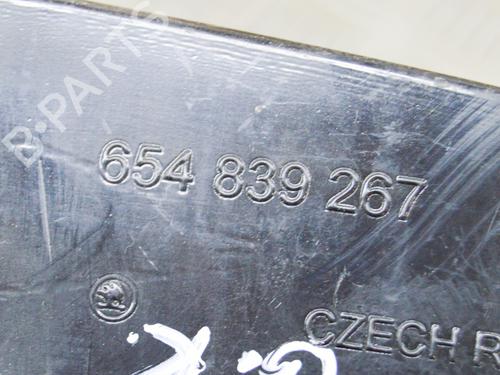 B-PARTS
654 839 267
CZECH R
G.
K.